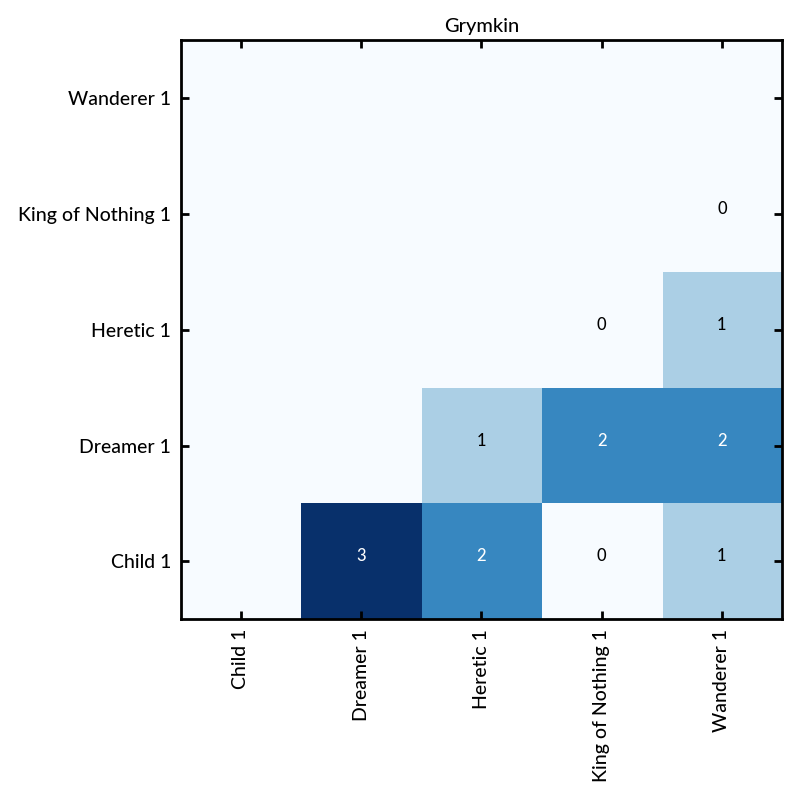 Grymkin
Wanderer 1
King of Nothing 1 0
Heretic 1 0 1
Dreamer 1 1 2 2
Child 1 3 2 0 1
Child 1
Dreamer 1
Heretic 1
King of Nothing 1
Wanderer 1